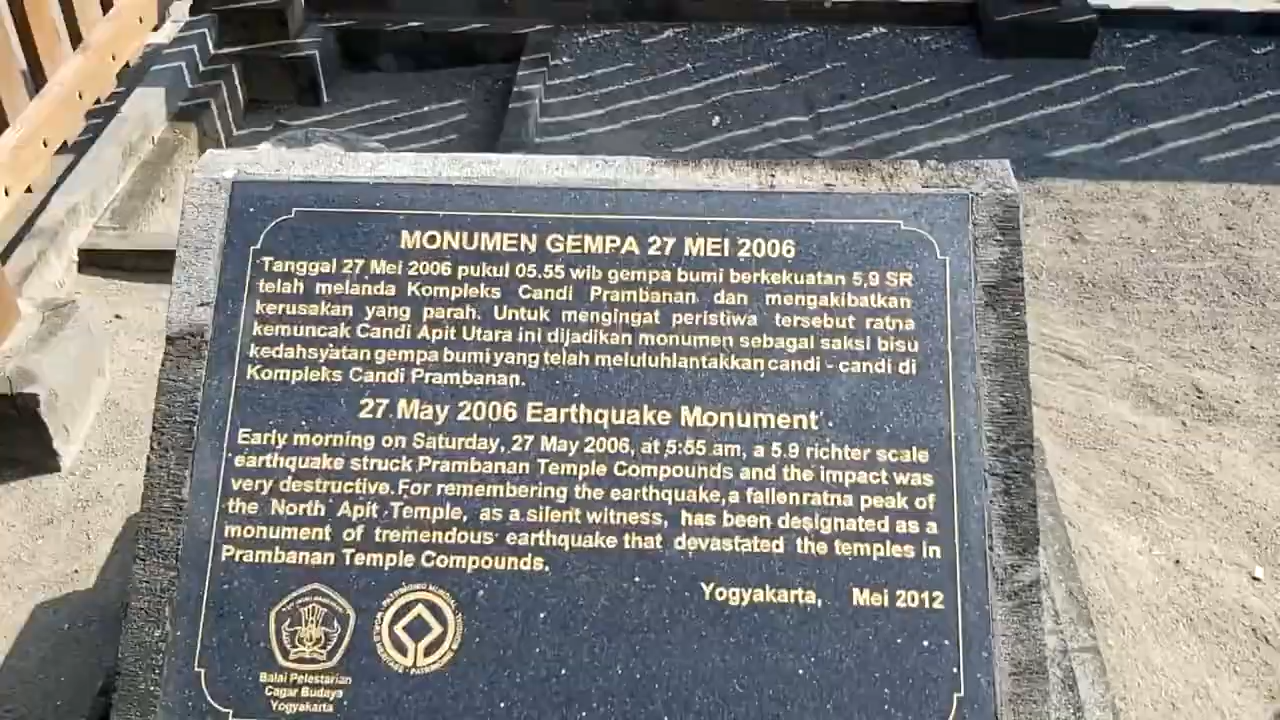 MONUMEN GEMPA 27 MEI 2006
Tanggal 27 Mei 2006 pukul 05.55 wib gempa bumi berkekuatan 5,9 SR
telah melanda Kompleks Candi Prambanan dan mengakibatkan
kerusakan yang parah. Untuk mengingat peristiwa tersebut ratna
kemuncak Candi Apit Utara ini dijadikan monumen sebagai saksi bisu
kedahsyatan gempa bumi yang telah meluluhlantakkan candi - candi di
Kompleks Candi Prambanan.
27 May 2006 Earthquake Monument
Early morning on Saturday, 27 May 2006, at 5:55 am, a 5.9 richter scale
earthquake struck Prambanan Temple Compounds and the impact was
very destructive. For remembering the earthquake, a fallen ratna peak of
the North Apit Temple, as a silent witness, has been designated as a
monument of tremendous earthquake that devastated the temples in
Prambanan Temple Compounds.
Yogyakarta, Mei 2012
Balai Pelestarian
Cagar Budaya
Yogyakarta